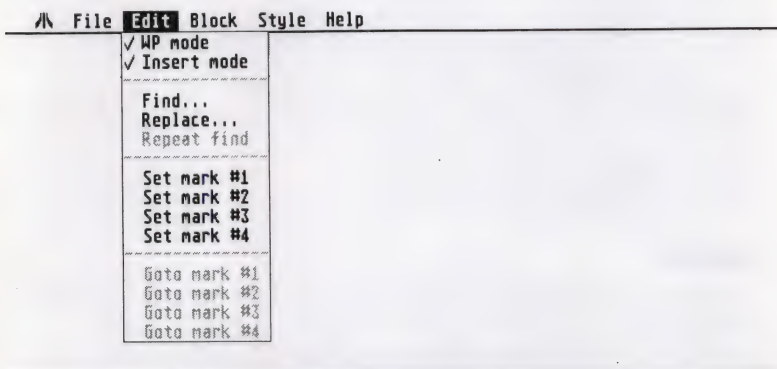 File Edit Block Style Help
✓ WP mode
✓ Insert mode
Find...
Replace...
Repeat find
Set mark #1
Set mark #2
Set mark #3
Set mark #4
Goto mark #1
Goto mark #2
Goto mark #3
Goto mark #4